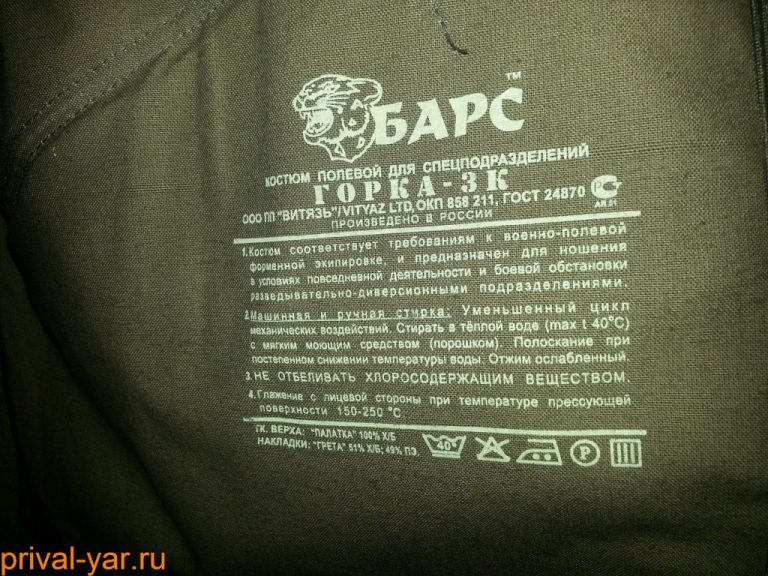 БАРС™
КОСТЮМ ПОЛЕВОЙ ДЛЯ СПЕЦПОДРАЗДЕЛЕНИЙ
ГОРКА-3К
ООО ПП "ВИТЯЗЬ"/VITYAZ LTD, ОКП 858 211, ГОСТ 24870
ПРОИЗВЕДЕНО В РОССИИ
1. Костюм соответствует требованиям к военно-полевой
форменной экипировке, и предназначен для ношения
в условиях повседневной деятельности и боевой обстановки
разведывательно-диверсионными подразделениями.
2. Машинная и ручная стирка: Уменьшенный цикл
механических воздействий. Стирать в тёплой воде (max t 40°C)
с мягким моющим средством (порошком). Полоскание при
постепенном снижении температуры воды. Отжим ослабленный.
3. НЕ ОТБЕЛИВАТЬ ХЛОРОСОДЕРЖАЩИМ ВЕЩЕСТВОМ.
4. Глажение с лицевой стороны при температуре прессующей
поверхности 150-250 °C.
ТК. ВЕРХА: "ПАЛАТКА" 100% Х/Б
НАКЛАДКИ: "ГРЕТА" 51% Х/Б; 49% ПЭ.
40 P
prival-yar.ru